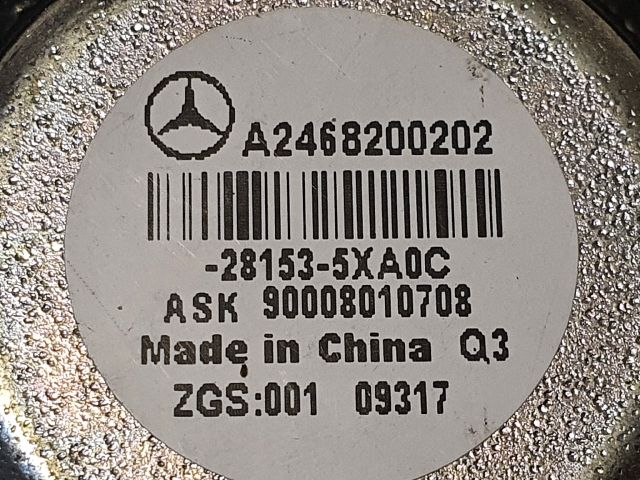 A2468200202
-28153-5XA0C
ASK 90008010708
Made in China Q3
ZGS:001 09317